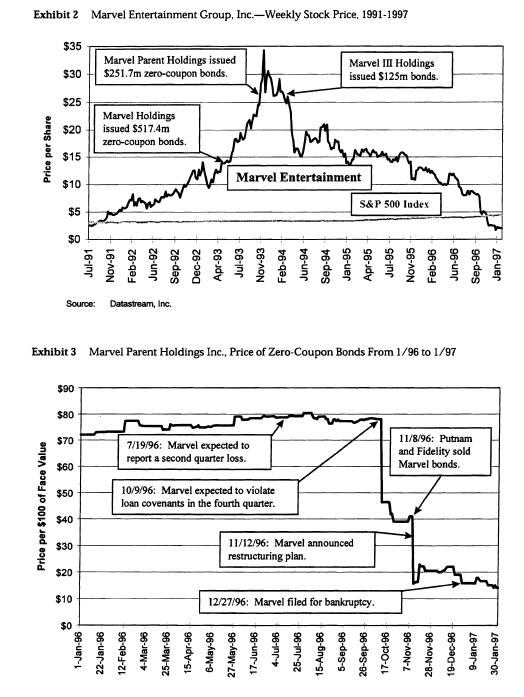 Exhibit 2 Marvel Entertainment Group, Inc.—Weekly Stock Price, 1991-1997
$35
$30
$25
$20
$15
$10
$5
$0
Price per Share
Marvel Parent Holdings issued
$251.7m zero-coupon bonds.
Marvel III Holdings
issued $125m bonds.
Marvel Holdings
issued $517.4m
zero-coupon bonds.
Marvel Entertainment
S&P 500 Index
Jul-91
Nov-91
Feb-92
Jun-92
Sep-92
Dec-92
Apr-93
Jul-93
Nov-93
Feb-94
Jun-94
Sep-94
Jan-95
Apr-95
Jul-95
Nov-95
Feb-96
Jun-96
Sep-96
Jan-97
Source: Datastream, Inc.
Exhibit 3 Marvel Parent Holdings Inc., Price of Zero-Coupon Bonds From 1/96 to 1/97
$90
$80
$70
$60
$50
$40
$30
$20
$10
$0
Price per $100 of Face Value
7/19/96: Marvel expected to
report a second quarter loss.
11/8/96: Putnam
and Fidelity sold
Marvel bonds.
10/9/96: Marvel expected to violate
loan covenants in the fourth quarter.
11/12/96: Marvel announced
restructuring plan.
12/27/96: Marvel filed for bankruptcy.
1-Jan-96
22-Jan-96
12-Feb-96
4-Mar-96
25-Mar-96
15-Apr-96
6-May-96
27-May-96
17-Jun-96
4-Jul-96
25-Jul-96
15-Aug-96
5-Sep-96
26-Sep-96
17-Oct-96
7-Nov-96
28-Nov-96
19-Dec-96
9-Jan-97
30-Jan-97